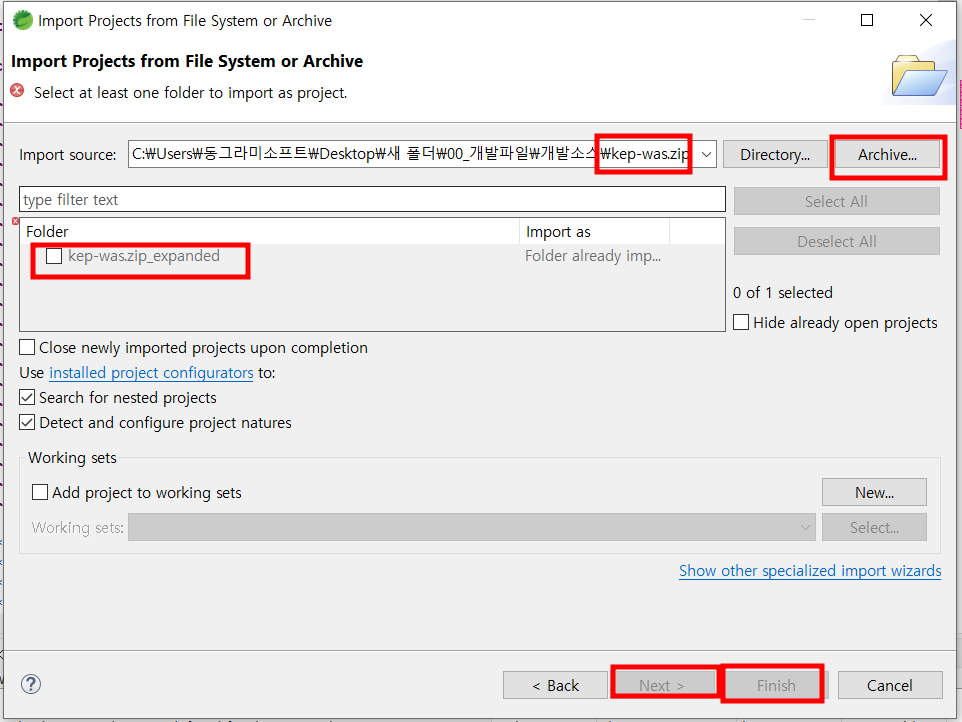 Import Projects from File System or Archive
Import Projects from File System or Archive
Select at least one folder to import as project.
Import source: C:₩Users₩동그라미소프트₩Desktop₩새 폴더₩00_개발파일₩개발소스₩kep-was.zip Directory... Archive...
type filter text Select All
Folder Import as Deselect All
kep-was.zip_expanded Folder already imp...
0 of 1 selected
Hide already open projects
Close newly imported projects upon completion
Use installed project configurators to:
Search for nested projects
Detect and configure project natures
Working sets
Add project to working sets New...
Working sets: Select...
Show other specialized import wizards
? < Back Next > Finish Cancel